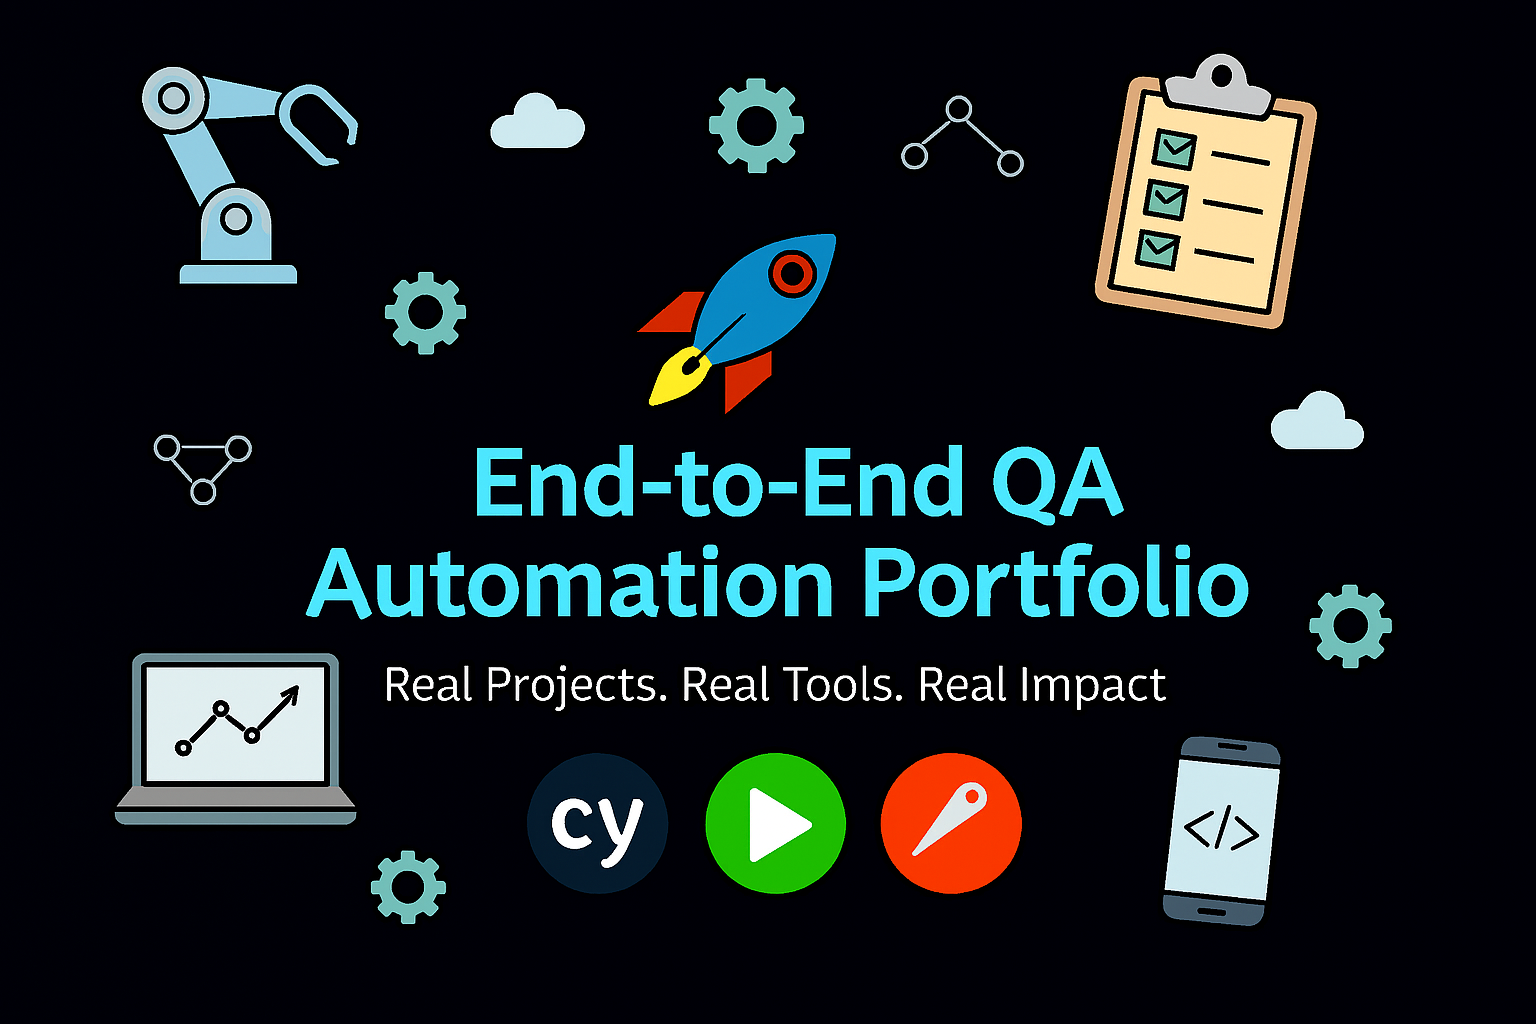 End-to-End QA
Automation Portfolio
Real Projects. Real Tools. Real Impact
cy
</>